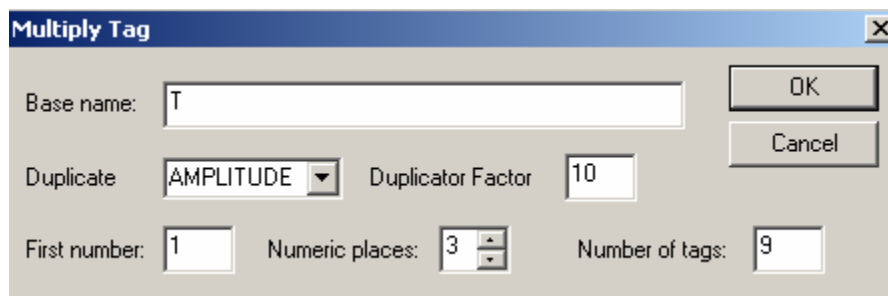 Multiply Tag
Base name: T OK
Cancel
Duplicate AMPLITUDE Duplicator Factor 10
First number: 1 Numeric places: 3 Number of tags: 9